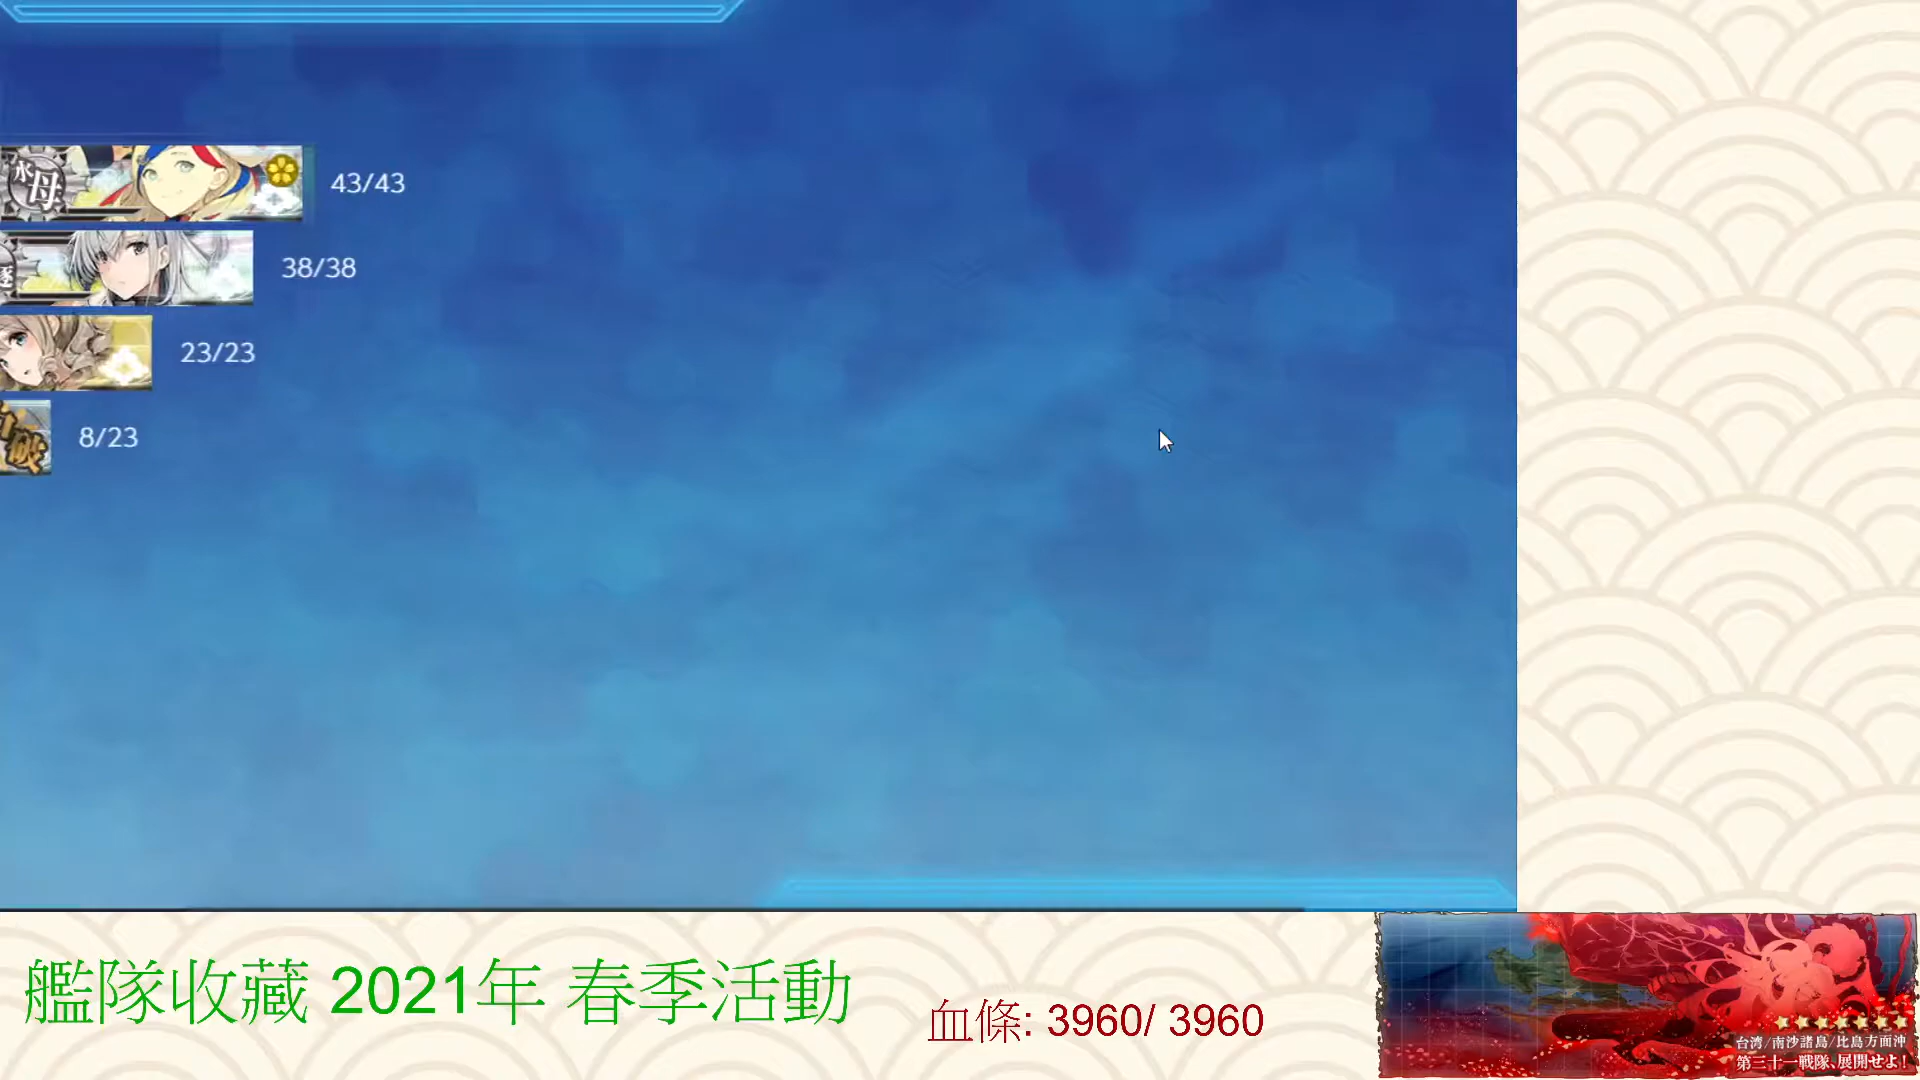 水母
43/43
逐
38/38
23/23
破
8/23
艦隊收藏 2021年 春季活動
血條: 3960/ 3960
台湾/南沙諸島/比島方面沖
第三十一戦隊、展開せよ!